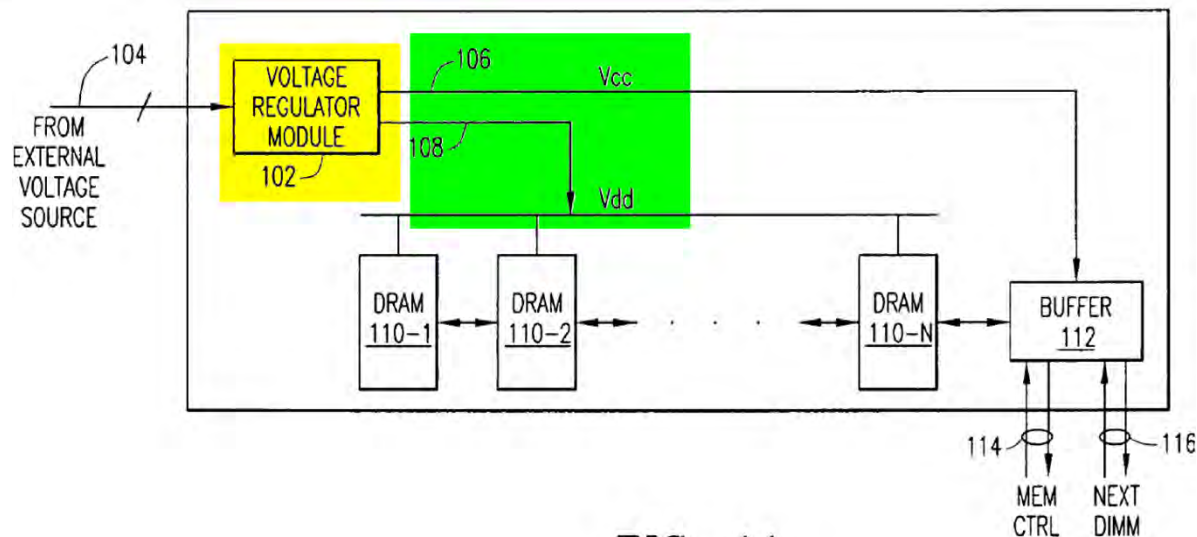 104
FROM
EXTERNAL
VOLTAGE
SOURCE
VOLTAGE
REGULATOR
MODULE
102
106
Vcc
108
Vdd
DRAM
110-1
DRAM
110-2
. . . .
DRAM
110-N
BUFFER
112
114
116
MEM
CTRL
NEXT
DIMM